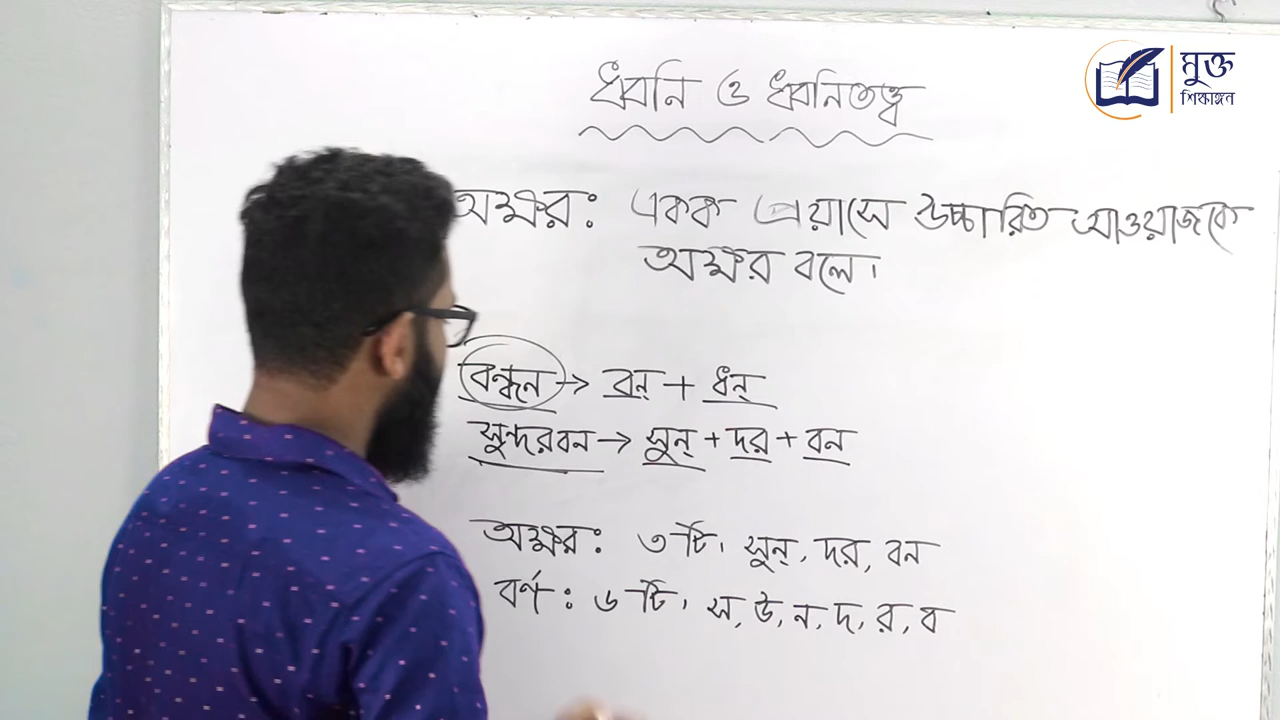 ধ্বনি ও ধ্বনিতত্ত্ব
মুক্ত
শিক্ষাঙ্গন
অক্ষর: একক প্রয়াসে উচ্চারিত আওয়াজকে
অক্ষর বলে।
বন্ধন → বন্ + ধন্
সুন্দরবন → সুন্ + দর + বন
অক্ষর: ৩টি। সুন্, দর, বন
বর্ণ: ৬টি। স, উ, ন, দ, র, ব